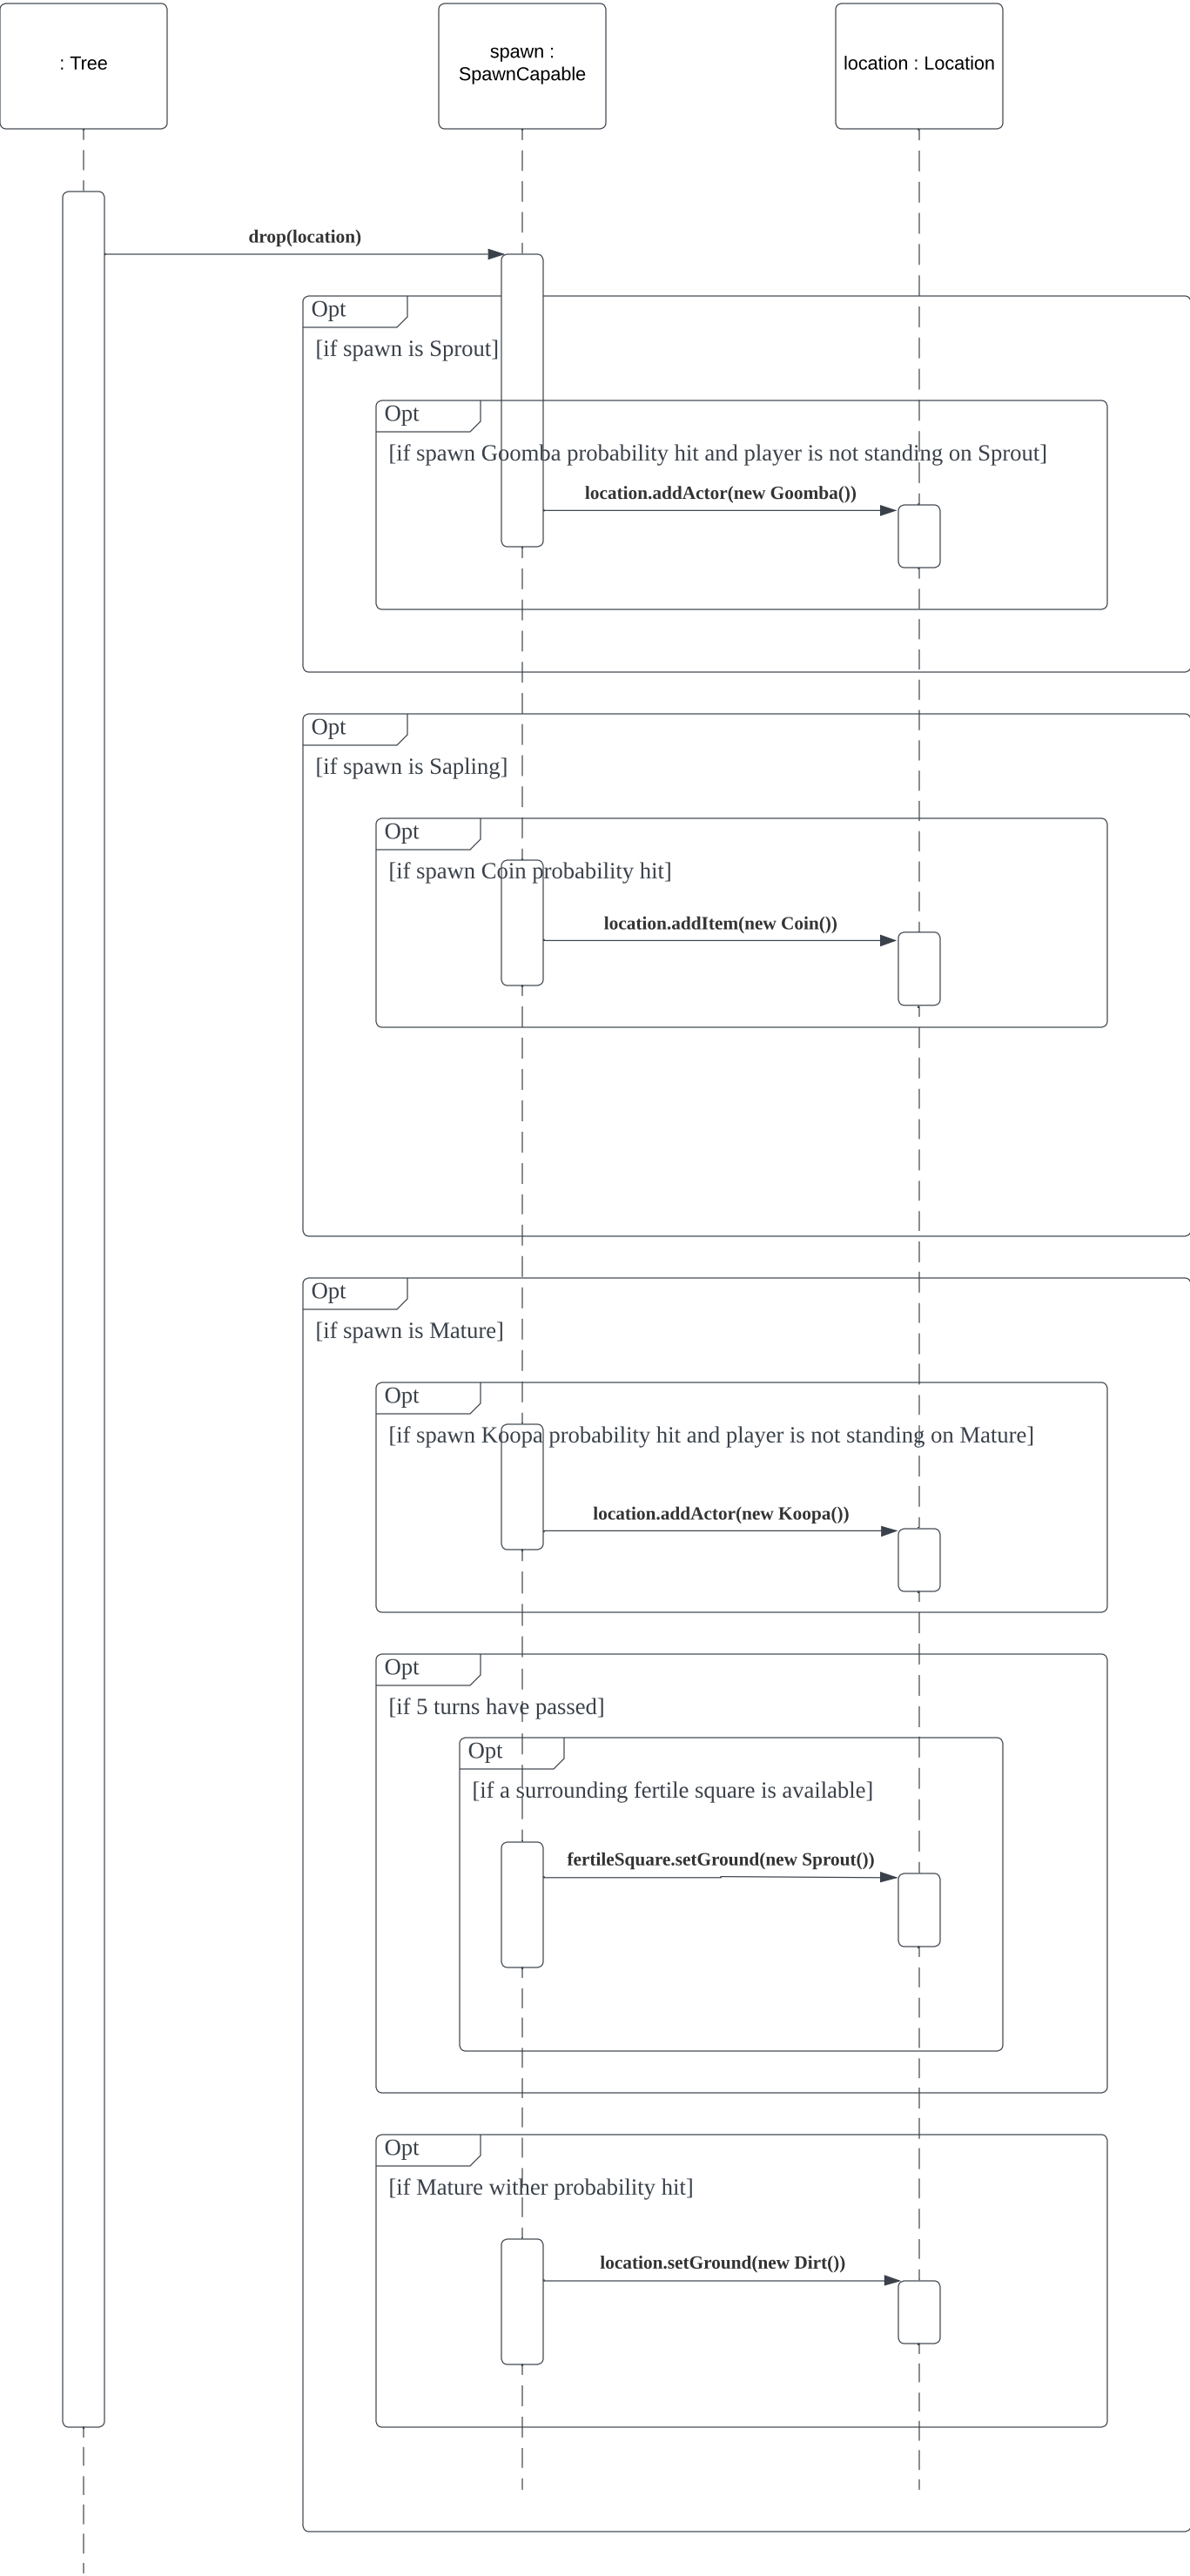 : Tree
spawn :
SpawnCapable
location : Location
drop(location)
Opt
[if spawn is Sprout]
Opt
[if spawn Goomba probability hit and player is not standing on Sprout]
location.addActor(new Goomba())
Opt
[if spawn is Sapling]
Opt
[if spawn Coin probability hit]
location.addItem(new Coin())
Opt
[if spawn is Mature]
Opt
[if spawn Koopa probability hit and player is not standing on Mature]
location.addActor(new Koopa())
Opt
[if 5 turns have passed]
Opt
[if a surrounding fertile square is available]
fertileSquare.setGround(new Sprout())
Opt
[if Mature wither probability hit]
location.setGround(new Dirt())